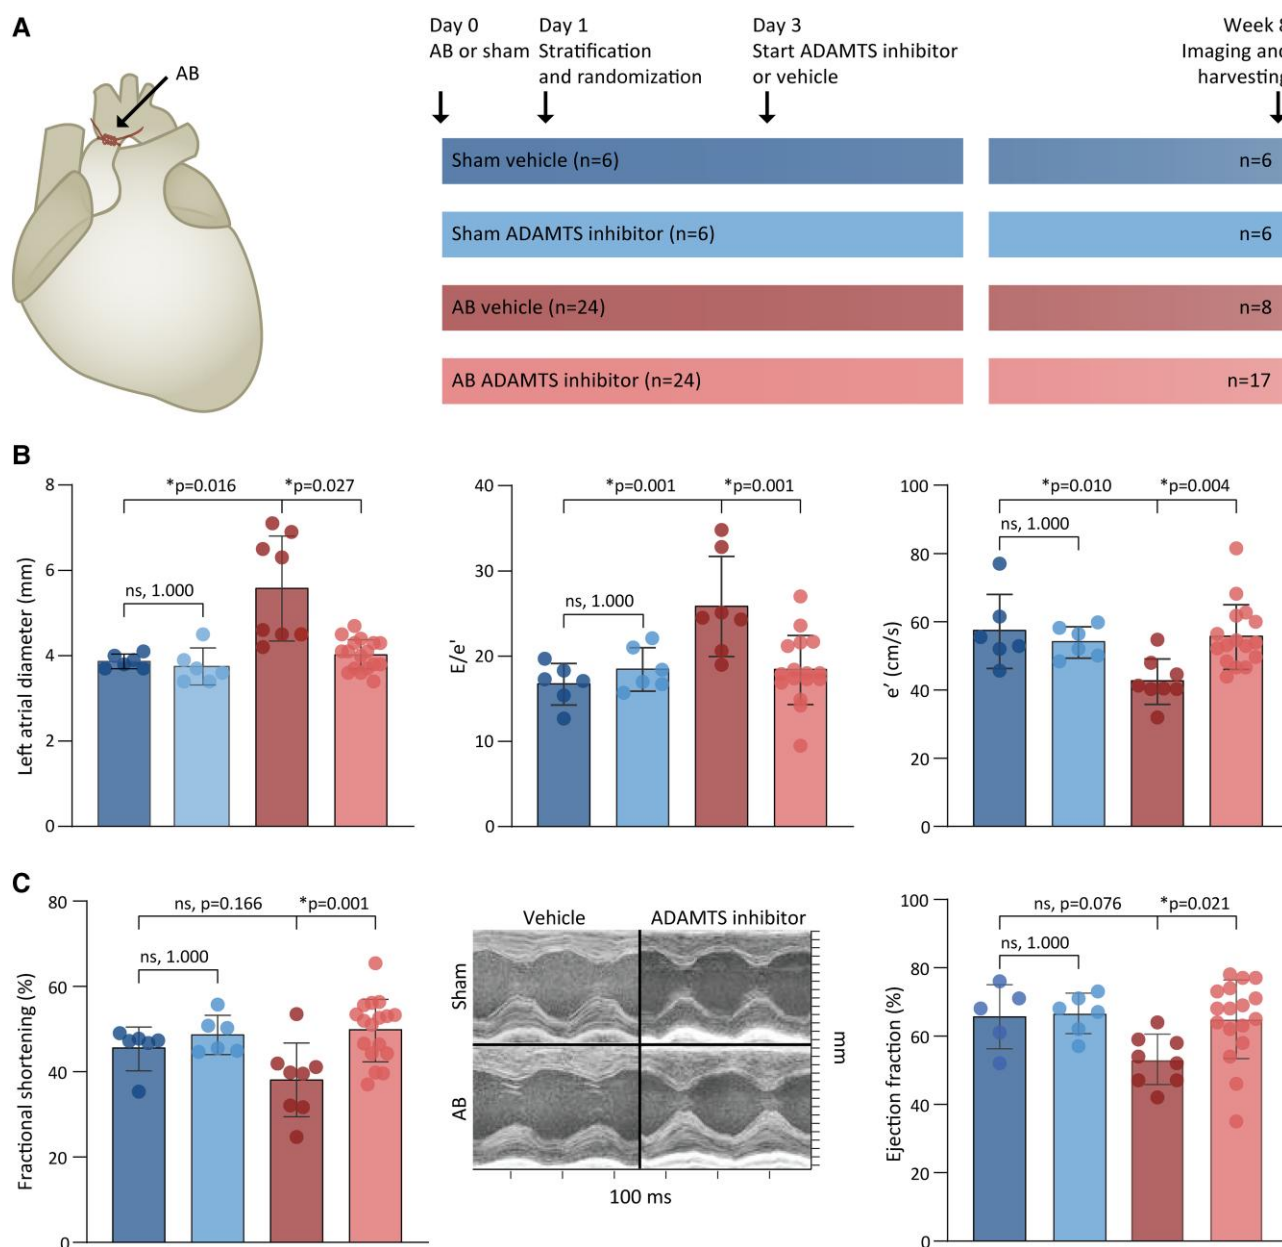 A
AB
Day 0
AB or sham
Day 1
Stratification
and randomization
Day 3
Start ADAMTS inhibitor
or vehicle
Week 8
Imaging and
harvesting
Sham vehicle (n=6)
n=6
Sham ADAMTS inhibitor (n=6)
n=6
AB vehicle (n=24)
n=8
AB ADAMTS inhibitor (n=24)
n=17
B
Left atrial diameter (mm)
8
6
4
2
0
*p=0.016
*p=0.027
ns, 1.000
E/e'
40
30
20
10
0
*p=0.001
*p=0.001
ns, 1.000
e' (cm/s)
100
80
60
40
20
0
*p=0.010
*p=0.004
ns, 1.000
C
Fractional shortening (%)
80
60
40
20
0
ns, p=0.166
*p=0.001
ns, 1.000
Vehicle
ADAMTS inhibitor
Sham
AB
mm
100 ms
Ejection fraction (%)
100
80
60
40
20
0
ns, p=0.076
*p=0.021
ns, 1.000